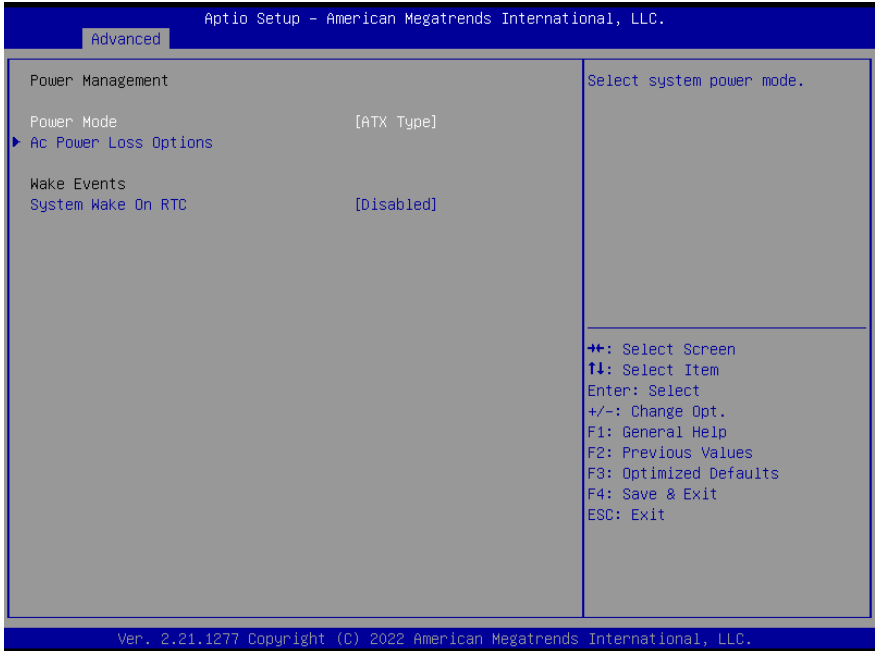 Aptio Setup – American Megatrends International, LLC.
Advanced
Power Management
Power Mode [ATX Type]
Ac Power Loss Options
Wake Events
System Wake On RTC [Disabled]
Select system power mode.
→←: Select Screen
↑↓: Select Item
Enter: Select
+/-: Change Opt.
F1: General Help
F2: Previous Values
F3: Optimized Defaults
F4: Save & Exit
ESC: Exit
Ver. 2.21.1277 Copyright (C) 2022 American Megatrends International, LLC.